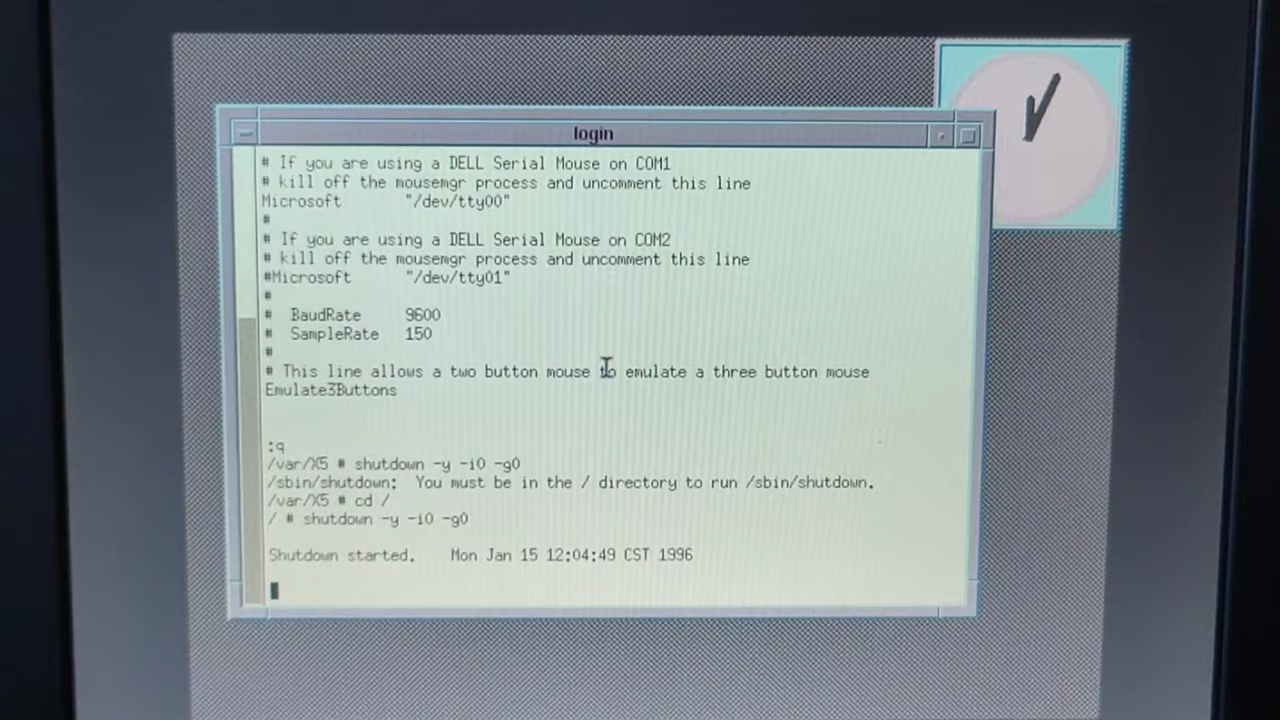 login
# If you are using a DELL Serial Mouse on COM1
# kill off the mousemgr process and uncomment this line
Microsoft "/dev/tty00"
#
# If you are using a DELL Serial Mouse on COM2
# kill off the mousemgr process and uncomment this line
#Microsoft "/dev/tty01"
#
# BaudRate 9600
# SampleRate 150
#
# This line allows a two button mouse to emulate a three button mouse
Emulate3Buttons
:q
/var/X5 # shutdown -y -i0 -g0
/sbin/shutdown: You must be in the / directory to run /sbin/shutdown.
/var/X5 # cd /
/ # shutdown -y -i0 -g0
Shutdown started. Mon Jan 15 12:04:49 CST 1996